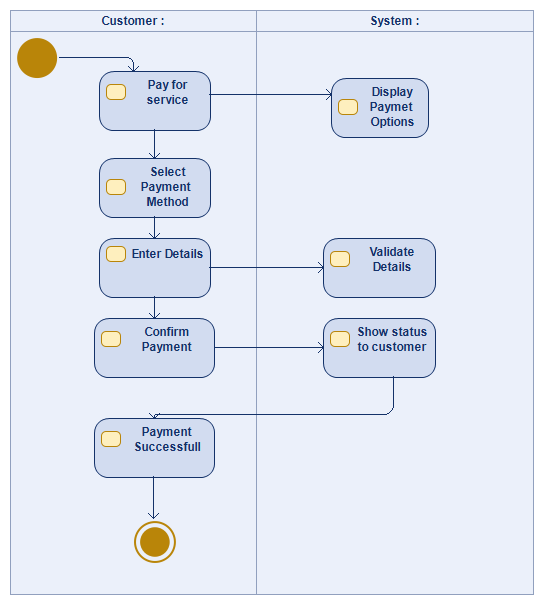 Customer :
System :
Pay for
service
Display
Paymet
Options
Select
Payment
Method
Enter Details
Validate
Details
Confirm
Payment
Show status
to customer
Payment
Successfull